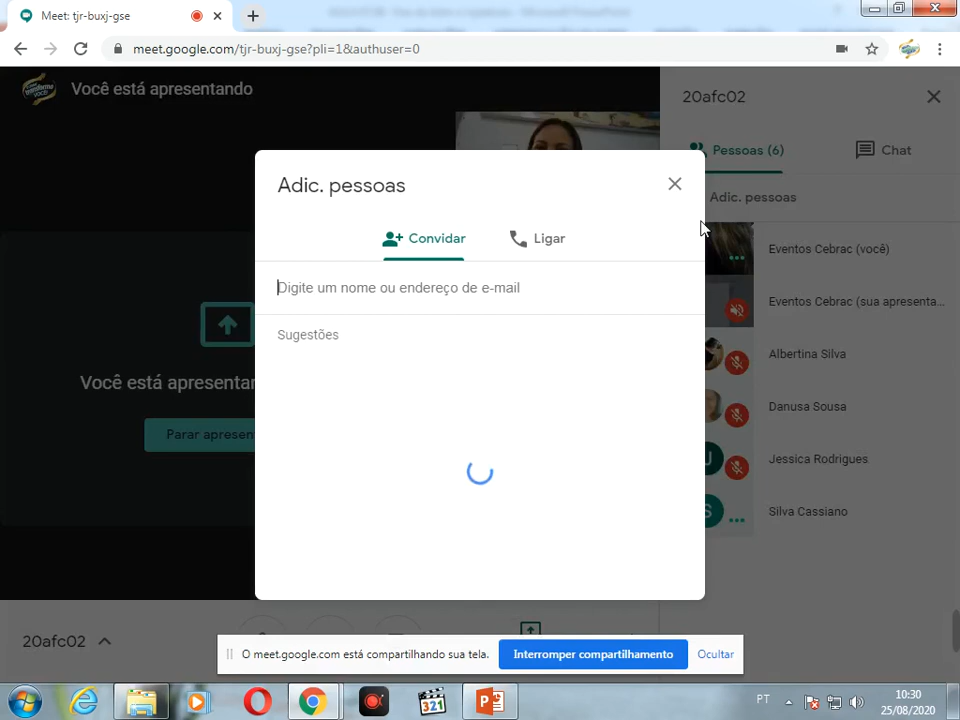 Meet: tjr-buxj-gse
meet.google.com/tjr-buxj-gse?pli=1&authuser=0
Você está apresentando
20afc02
Pessoas (6)
Chat
Adic. pessoas
Adic. pessoas
Convidar
Ligar
Digite um nome ou endereço de e-mail
Sugestões
Eventos Cebrac (você)
Eventos Cebrac (sua apresenta...
Albertina Silva
Danusa Sousa
Jessica Rodrigues
Silva Cassiano
Você está apresentan
Parar apresen
20afc02
O meet.google.com está compartilhando sua tela.
Interromper compartilhamento
Ocultar
321
PT
10:30
25/08/2020